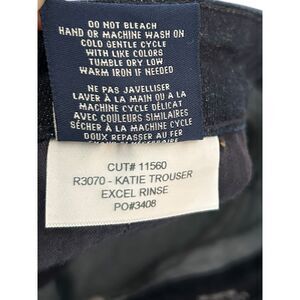 DO NOT BLEACH
HAND OR MACHINE WASH ON
COLD GENTLE CYCLE
WITH LIKE COLORS
TUMBLE DRY LOW
WARM IRON IF NEEDED
NE PAS JAVELLISER
LAVER À LA MAIN OU A LA
MACHINE CYCLE DÉLICAT
AVEC COULEURS SIMILAIRES
SÉCHER À LA MACHINE CYCLE
DOUX REPASSER AU FER
CUT# 11560
R3070 - KATIE TROUSER
EXCEL RINSE
PO#3408